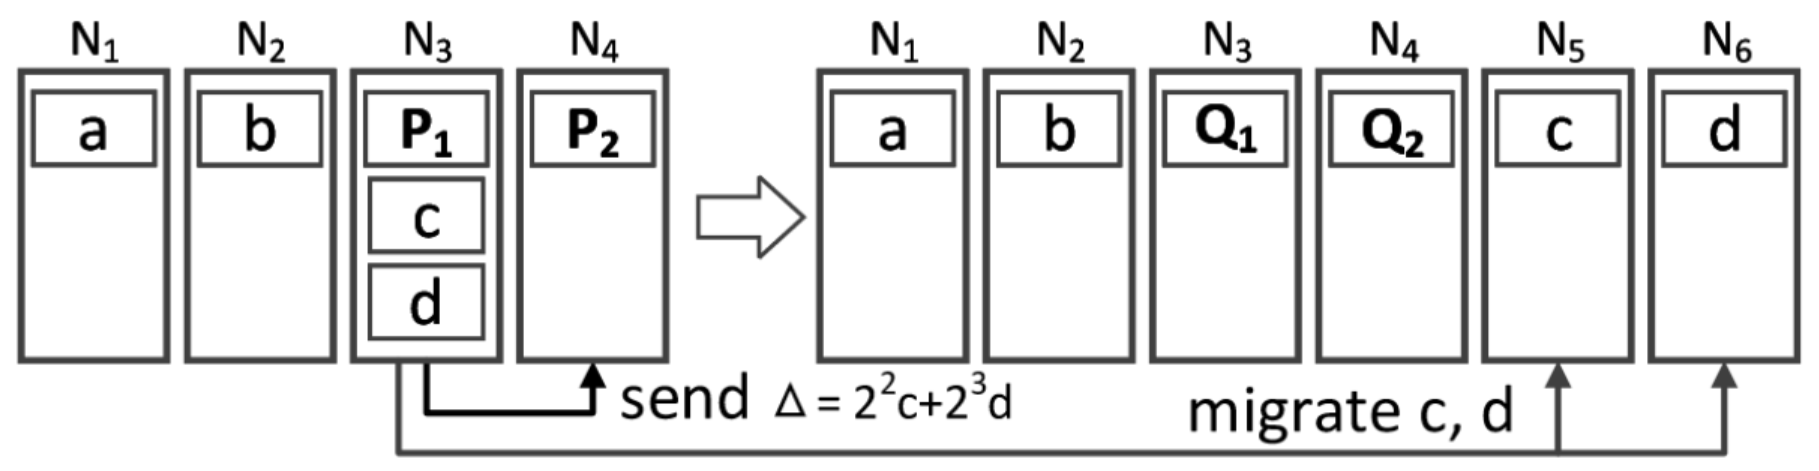 N₁ N₂ N₃ N₄ N₁ N₂ N₃ N₄ N₅ N₆
a b P₁ P₂ a b Q₁ Q₂ c d
c
d
send Δ = 2²c+2³d
migrate c, d